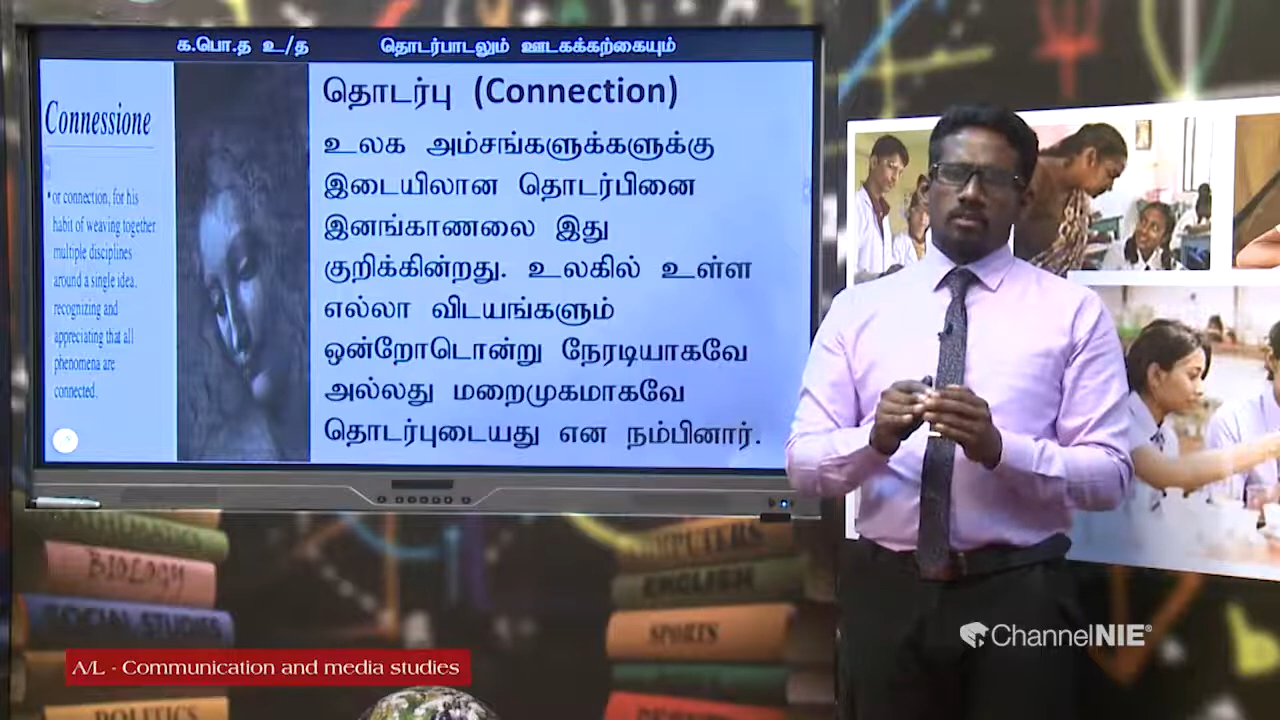 க.பொ.த உ/த தொடர்பாடலும் ஊடகக்கற்கையும்
Connessione
•or connection, for his
habit of weaving together
multiple disciplines
around a single idea.
recognizing and
appreciating that all
phenomena are
connected.
தொடர்பு (Connection)
உலக அம்சங்களுக்களுக்கு
இடையிலான தொடர்பினை
இனங்காணலை இது
குறிக்கின்றது. உலகில் உள்ள
எல்லா விடயங்களும்
ஒன்றோடொன்று நேரடியாகவே
அல்லது மறைமுகமாகவே
தொடர்புடையது என நம்பினார்.
MATHEMATICS
BIOLOGY
SOCIAL STUDIES
POLITICS
COMPUTERS
ENGLISH
SPORTS
ChannelNIE®
A/L - Communication and media studies